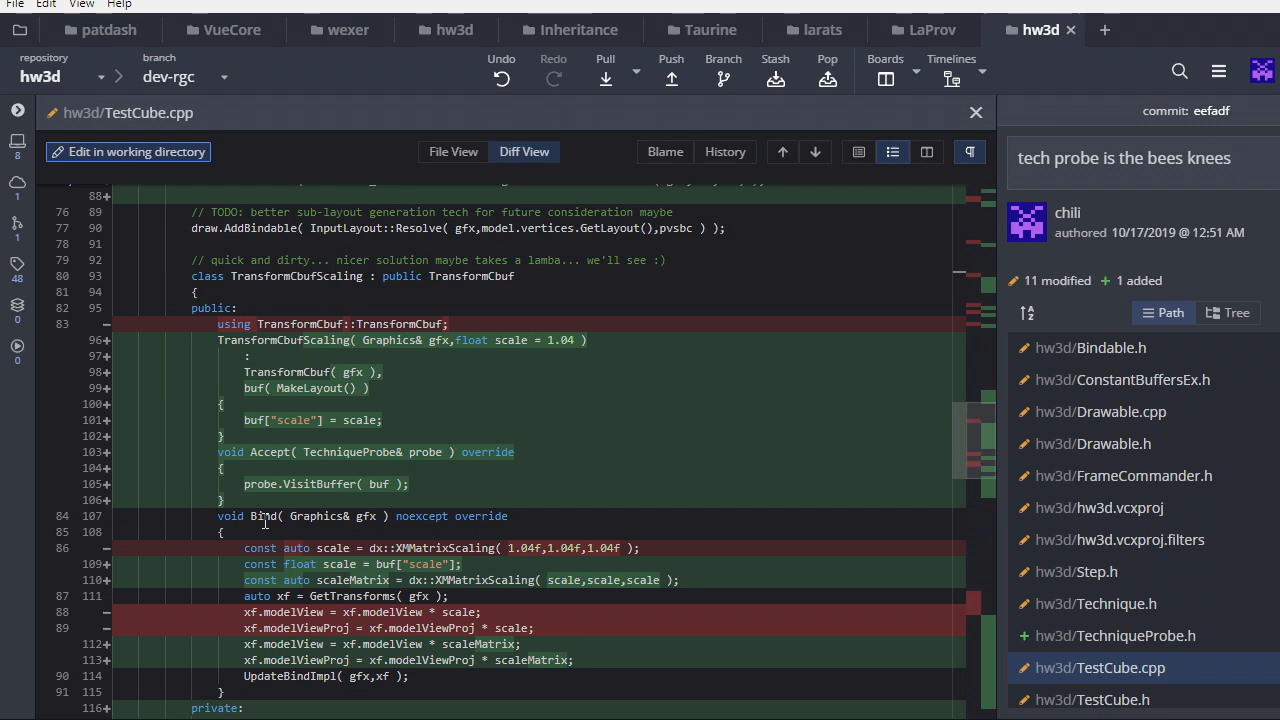 File Edit View Help
patdash VueCore wexer hw3d Inheritance Taurine larats LaProv hw3d
repository
hw3d
branch
dev-rgc
Undo Redo Pull Push Branch Stash Pop Boards Timelines
hw3d/TestCube.cpp
commit: eefadf
Edit in working directory File View Diff View Blame History
tech probe is the bees knees
chili
authored 10/17/2019 @ 12:51 AM
11 modified + 1 added
Path Tree
88+
76 89 // TODO: better sub-layout generation tech for future consideration maybe
77 90 draw.AddBindable( InputLayout::Resolve( gfx,model.vertices.GetLayout(),pvsbc ) );
78 91
79 92 // quick and dirty... nicer solution maybe takes a lamba... we'll see :)
80 93 class TransformCbufScaling : public TransformCbuf
81 94 {
82 95 public:
83 − using TransformCbuf::TransformCbuf;
96+ TransformCbufScaling( Graphics& gfx,float scale = 1.04 )
97+ :
98+ TransformCbuf( gfx ),
99+ buf( MakeLayout() )
100+ {
101+ buf["scale"] = scale;
102+ }
103+ void Accept( TechniqueProbe& probe ) override
104+ {
105+ probe.VisitBuffer( buf );
106+ }
84 107 void Bind( Graphics& gfx ) noexcept override
85 108 {
86 − const auto scale = dx::XMMatrixScaling( 1.04f,1.04f,1.04f );
109+ const float scale = buf["scale"];
110+ const auto scaleMatrix = dx::XMMatrixScaling( scale,scale,scale );
87 111 auto xf = GetTransforms( gfx );
88 − xf.modelView = xf.modelView * scale;
89 − xf.modelViewProj = xf.modelViewProj * scale;
112+ xf.modelView = xf.modelView * scaleMatrix;
113+ xf.modelViewProj = xf.modelViewProj * scaleMatrix;
90 114 UpdateBindImpl( gfx,xf );
91 115 }
116+ private:
8
1
1
48
0
0
hw3d/Bindable.h
hw3d/ConstantBuffersEx.h
hw3d/Drawable.cpp
hw3d/Drawable.h
hw3d/FrameCommander.h
hw3d/hw3d.vcxproj
hw3d/hw3d.vcxproj.filters
hw3d/Step.h
hw3d/Technique.h
+ hw3d/TechniqueProbe.h
hw3d/TestCube.cpp
hw3d/TestCube.h